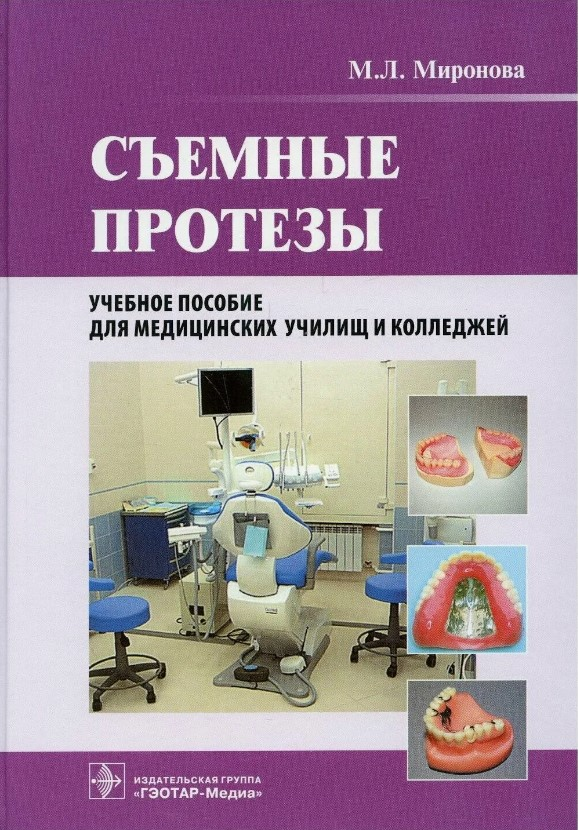 М.Л. Миронова
СЪЕМНЫЕ
ПРОТЕЗЫ
УЧЕБНОЕ ПОСОБИЕ
ДЛЯ МЕДИЦИНСКИХ УЧИЛИЩ И КОЛЛЕДЖЕЙ
ИЗДАТЕЛЬСКАЯ ГРУППА
«ГЭОТАР-Медиа»